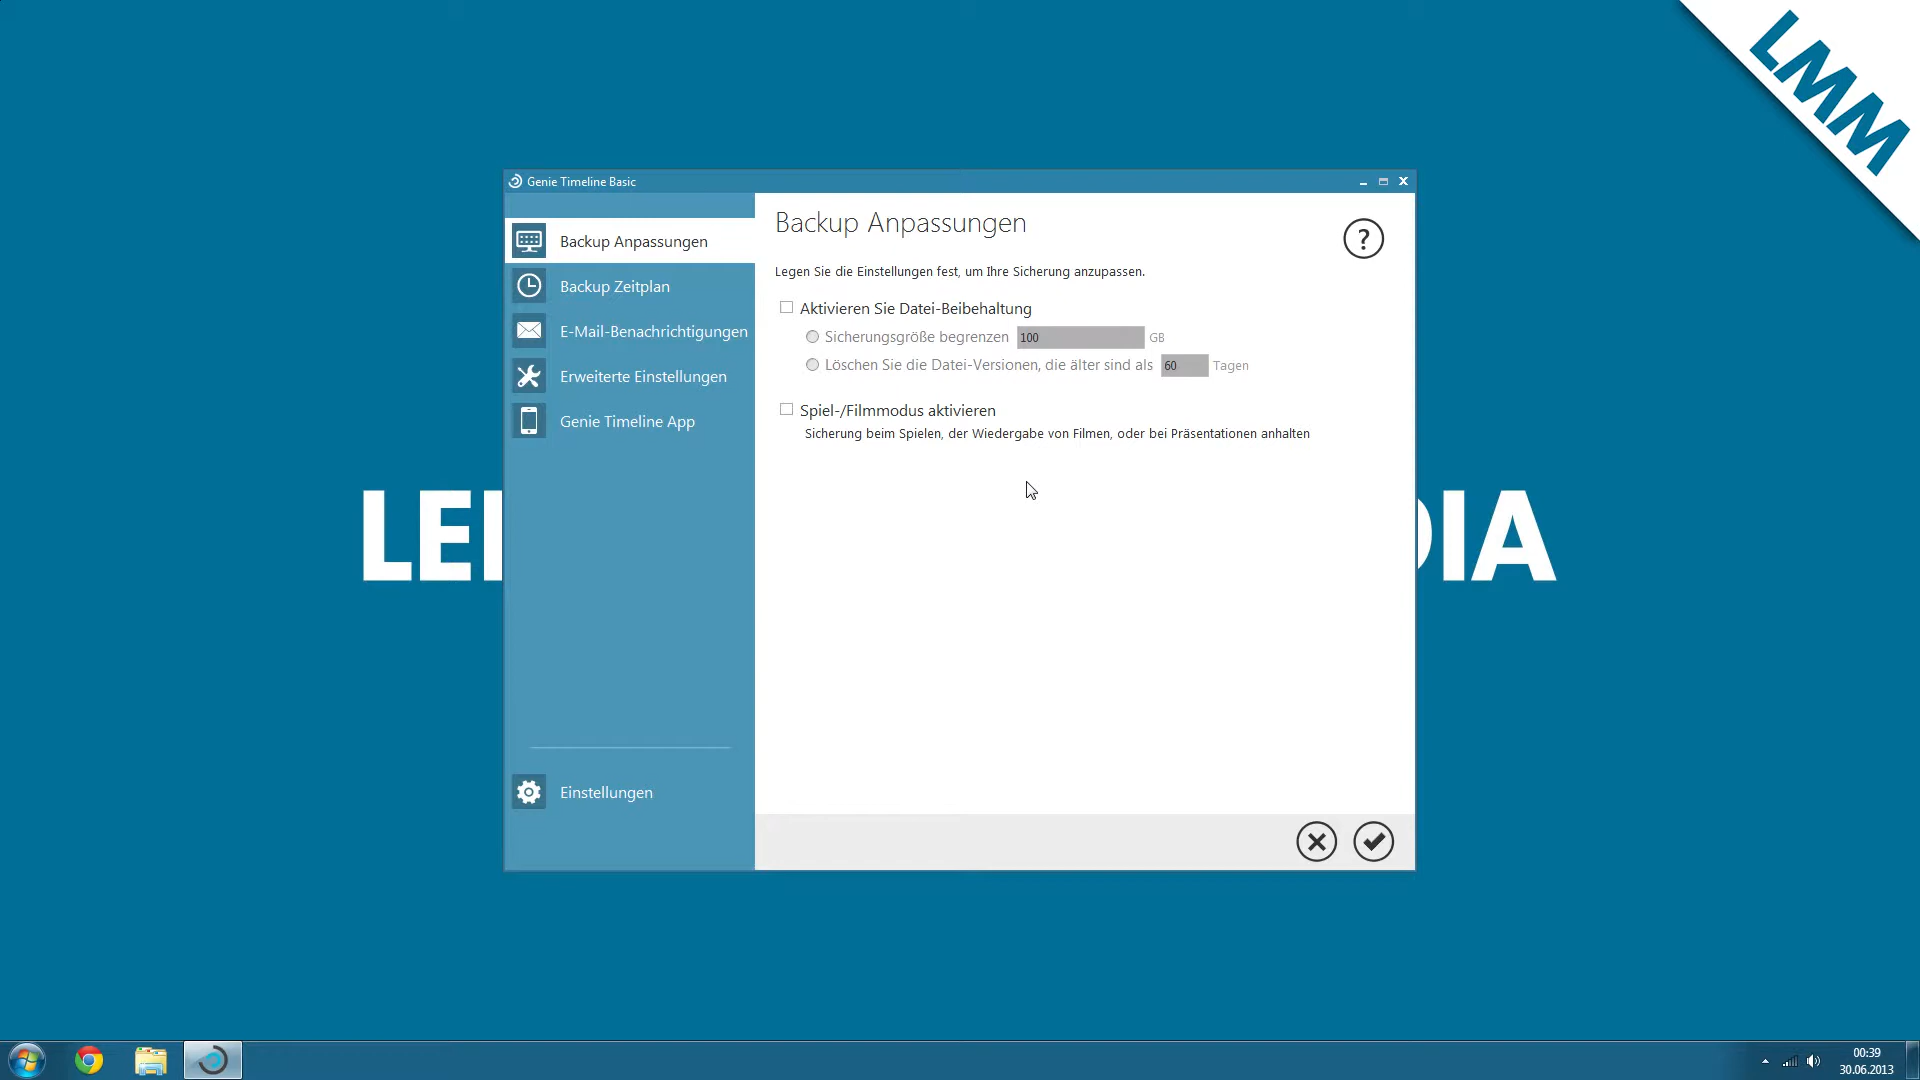 LMM
Genie Timeline Basic
Backup Anpassungen
Backup Zeitplan
E-Mail-Benachrichtigungen
Erweiterte Einstellungen
Genie Timeline App
Einstellungen
Backup Anpassungen
?
Legen Sie die Einstellungen fest, um Ihre Sicherung anzupassen.
Aktivieren Sie Datei-Beibehaltung
Sicherungsgröße begrenzen 100 GB
Löschen Sie die Datei-Versionen, die älter sind als 60 Tagen
Spiel-/Filmmodus aktivieren
Sicherung beim Spielen, der Wiedergabe von Filmen, oder bei Präsentationen anhalten
00:39
30.06.2013